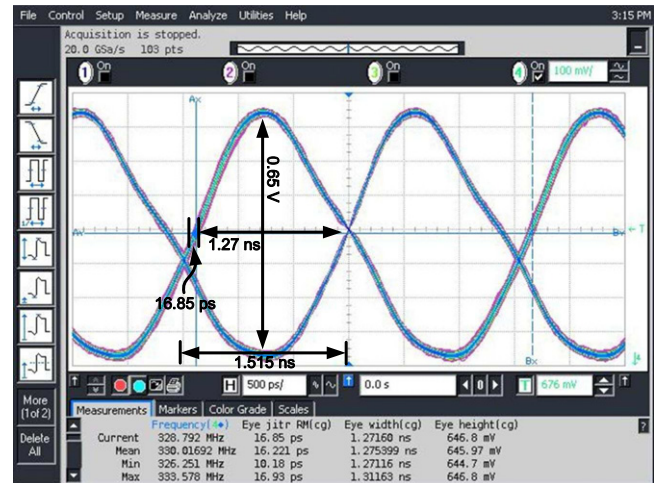 File Control Setup Measure Analyze Utilities Help 3:15 PM
Acquisition is stopped.
20.0 GSa/s 103 pts
1 On 2 On 3 On 4 On 100 mV/
Ax
0.65 V
Ax Bx T
1.27 ns
16.85 ps
1.515 ns
Bx
H 500 ps/ 0.0 s 0 T 676 mV
More
(1of 2)
Delete
All
Measurements Markers Color Grade Scales
Frequency(4) Eye jitr RM(cg) Eye width(cg) Eye height(cg) ?
Current 328.792 MHz 16.85 ps 1.27160 ns 646.8 mV
Mean 330.01692 MHz 16.221 ps 1.275399 ns 645.97 mV
Min 326.251 MHz 10.18 ps 1.27116 ns 644.7 mV
Max 333.578 MHz 16.93 ps 1.31163 ns 646.8 mV